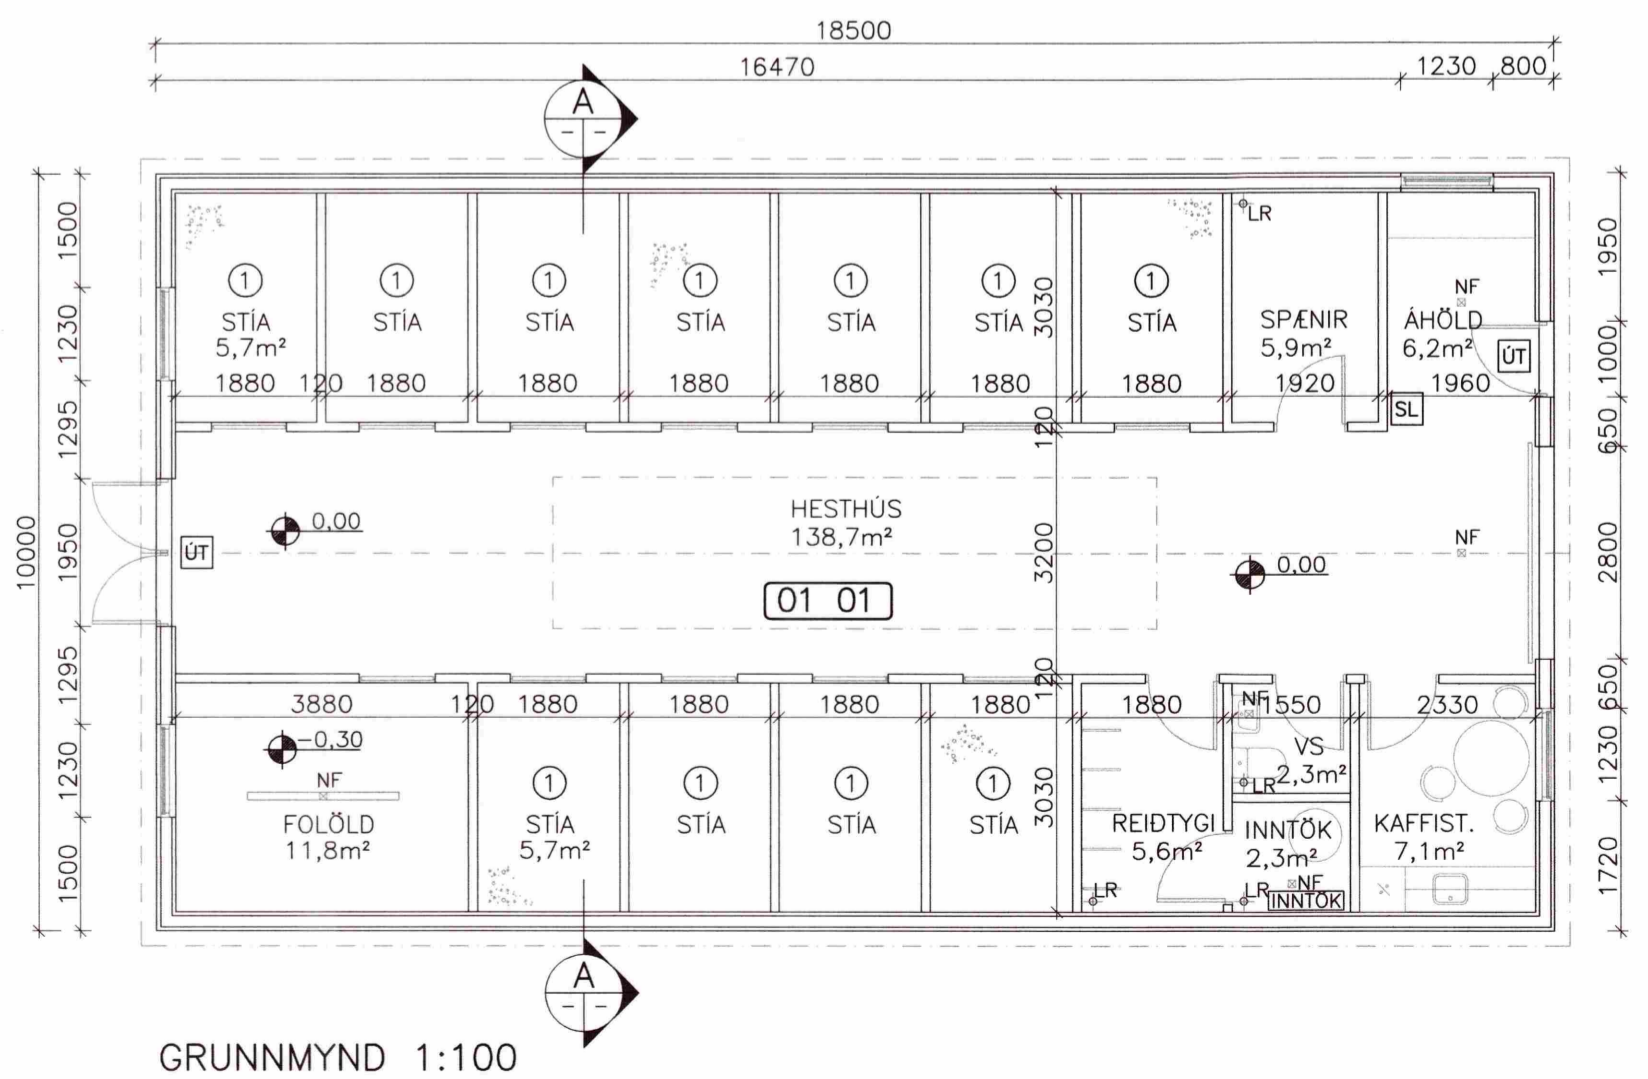 18500
16470 1230 800
A
- -
10000
1500
1230
1295
1950
1295
1230
1500
1 1 1 1 1 1 1
STÍA STÍA STÍA STÍA STÍA STÍA STÍA
5,7m²
1880 120 1880 1880 1880 1880 1880 1880 1920 1960
3030
LR
SPÆNIR
5,9m²
NF
ÁHÖLD
6,2m²
ÚT
SL
120
1950
1000
650
2800
650
1230
1720
HESTHÚS
138,7m²
0,00
ÚT
01 01
3200
NF
0,00
120
3880 120 1880 1880 1880 1880 1880 1550 2330
-0,30
NF
FOLÖLD
11,8m²
1 1 1 1
STÍA STÍA STÍA STÍA
5,7m²
3030
REIÐTYGI
5,6m²
LR
NF
VS
2,3m²
LR
INNTÖK
2,3m²
NF
LR
INNTÖK
KAFFIST.
7,1m²
A
- -
GRUNNMYND 1:100